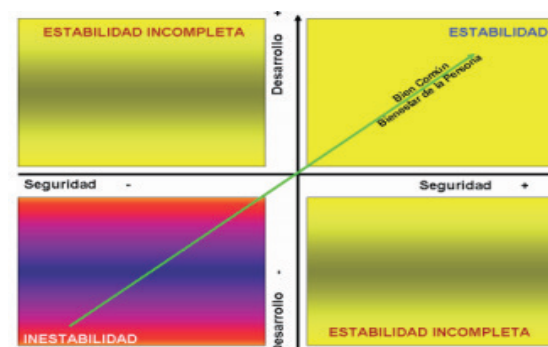 ESTABILIDAD INCOMPLETA
Desarrollo +
ESTABILIDAD
Bien Común
Bienestar de la Persona
Seguridad -
Seguridad +
Desarrollo -
INESTABILIDAD
ESTABILIDAD INCOMPLETA